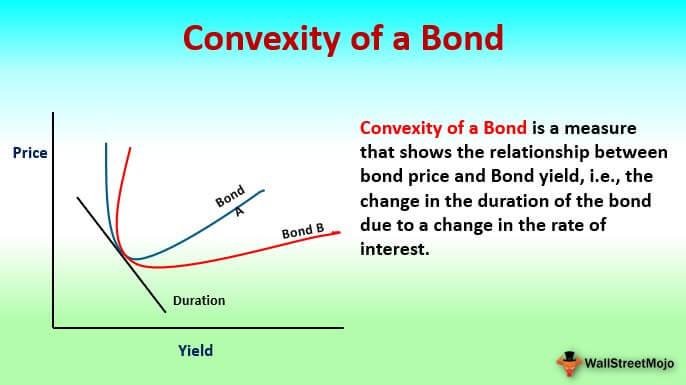 Convexity of a Bond
Price
Bond
A
Bond B
Duration
Yield
Convexity of a Bond is a measure
that shows the relationship between
bond price and Bond yield, i.e., the
change in the duration of the bond
due to a change in the rate of
interest.
WallStreetMojo